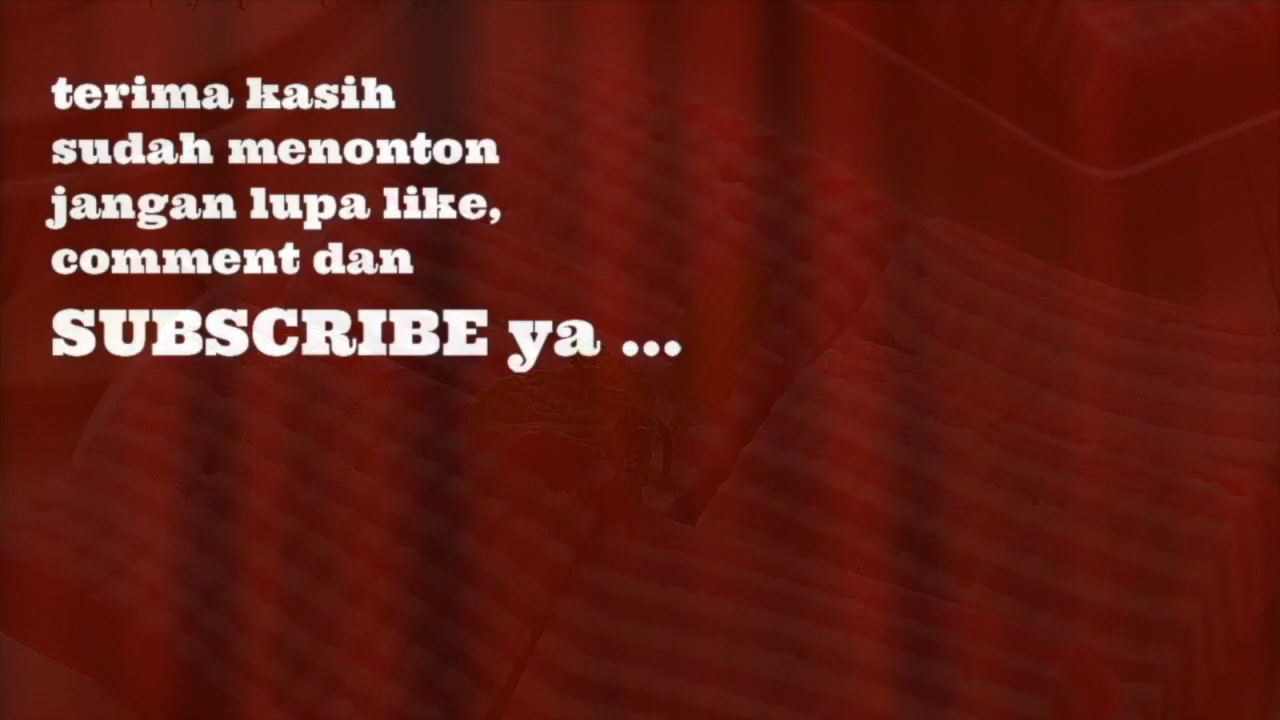 terima kasih
sudah menonton
jangan lupa like,
comment dan
SUBSCRIBE ya ...